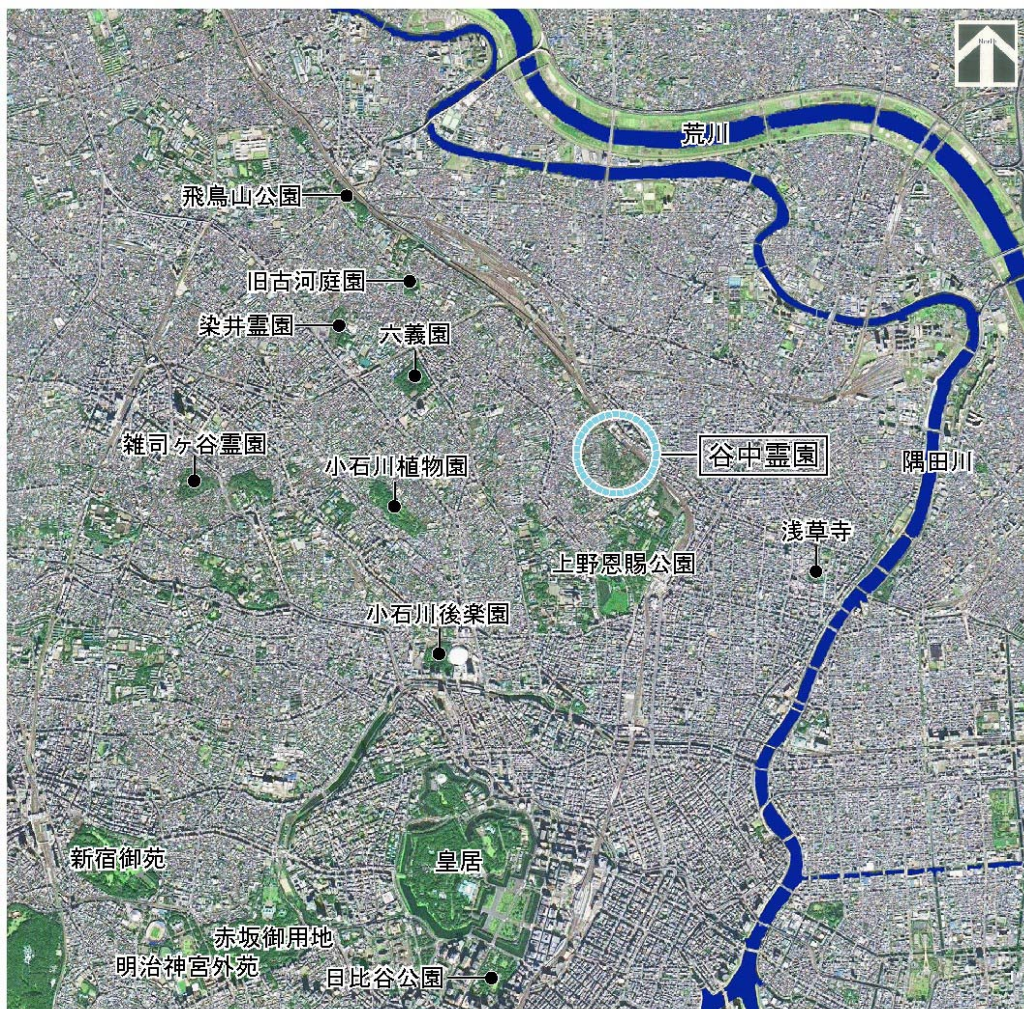 North
荒川
飛鳥山公園
旧古河庭園
染井霊園
六義園
雑司ヶ谷霊園
小石川植物園
谷中霊園
隅田川
浅草寺
上野恩賜公園
小石川後楽園
新宿御苑
皇居
赤坂御用地
明治神宮外苑
日比谷公園
1